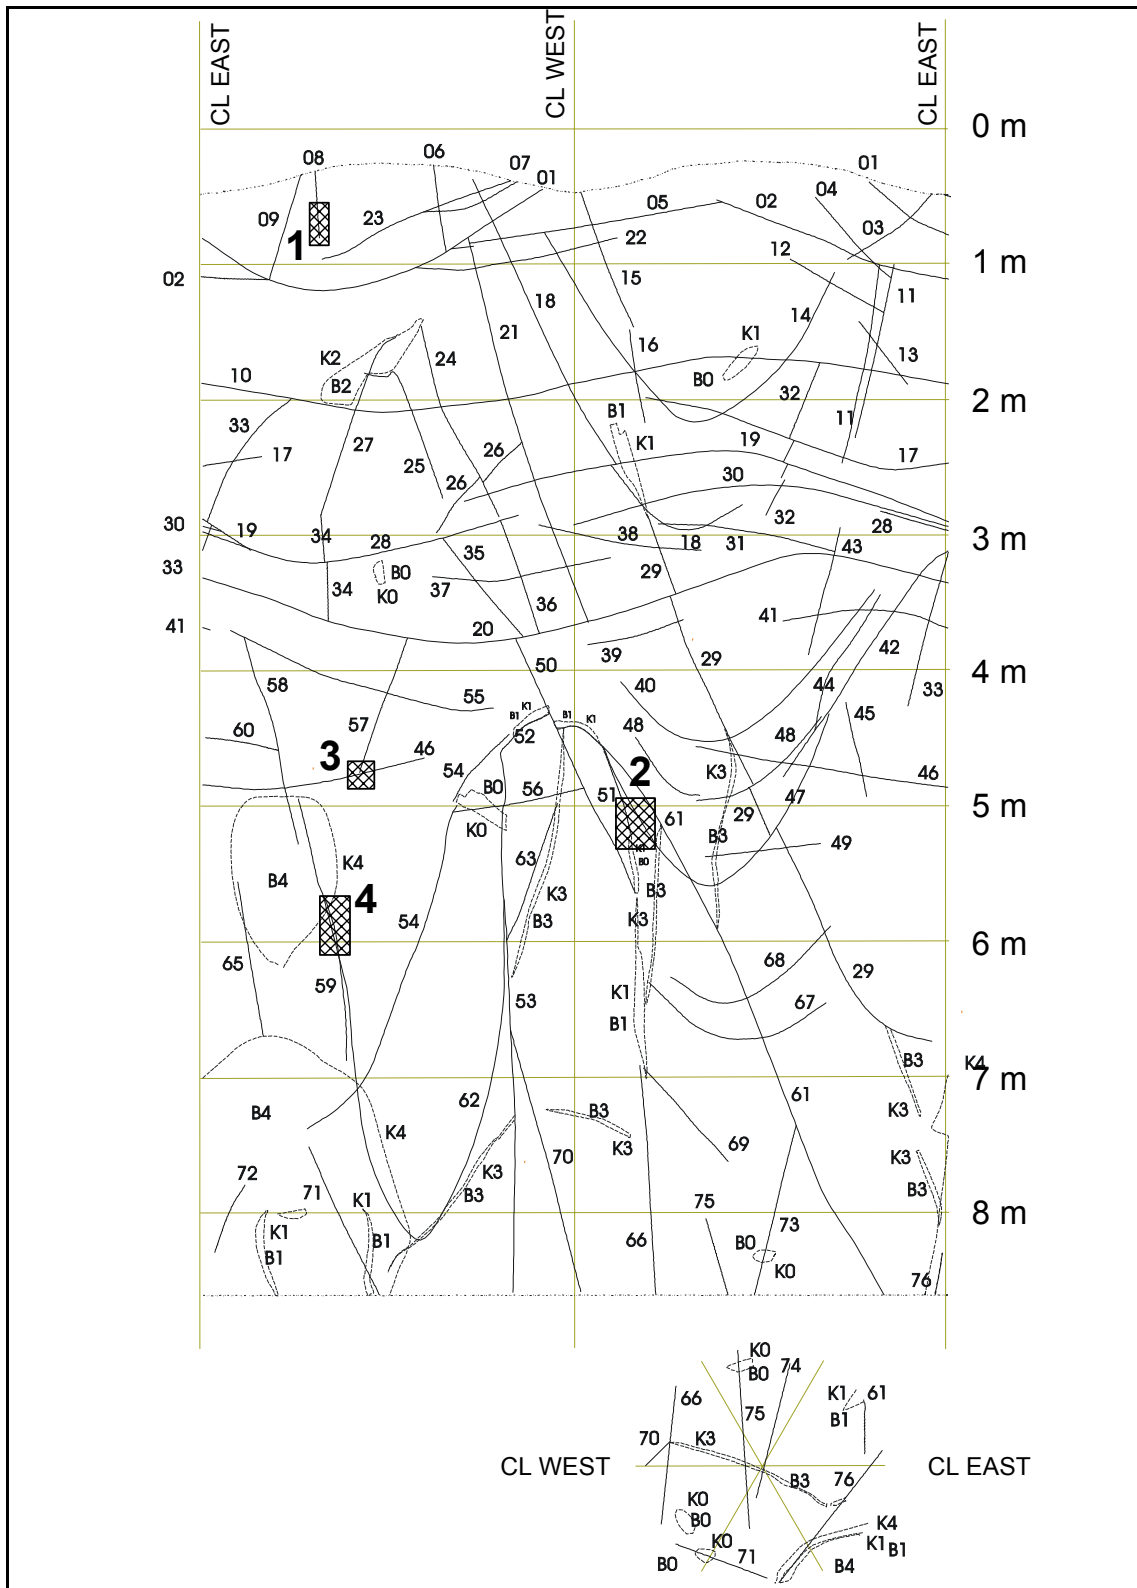 CL EAST CL WEST CL EAST
0 m
08 06 07 01 01
04
09 23 05 02 03
1
22 12
1 m
02 15 11
18 14
21 16 K1
K2 24 13
10 B2 B0
2 m
32
33 B1 11
27 K1 19 17
17 26
25 26 30
32
30 19 28 38 28
3 m
34 35 18 31 43
33 B0 29
34 K0 37
36
41 20 41
39 29 42
50
4 m
58 40 44 33
55 K1
B1 B1 K1
57 52 48 45
60 46 48
3 54 2 K3 46
B0 56 51 47
5 m
K0 61 29
B3 49
63 K1
B0
K4
B4 K3 B3
4
54 B3 K3
6 m
65 68 29
59 53 K1
67
B1
B3 K4
7 m
B4 62 B3 61 K3
K4 K3 69
72 70 K3
K3 B3
71 K1 75 B3
8 m
K1 B1 66 73
B1 B0
K0 76
K0 74
B0
66 K1 61
75 B1
70 K3
CL WEST CL EAST
B3 76
K0
B0 K4
K0 K1 B1
B0 71 B4